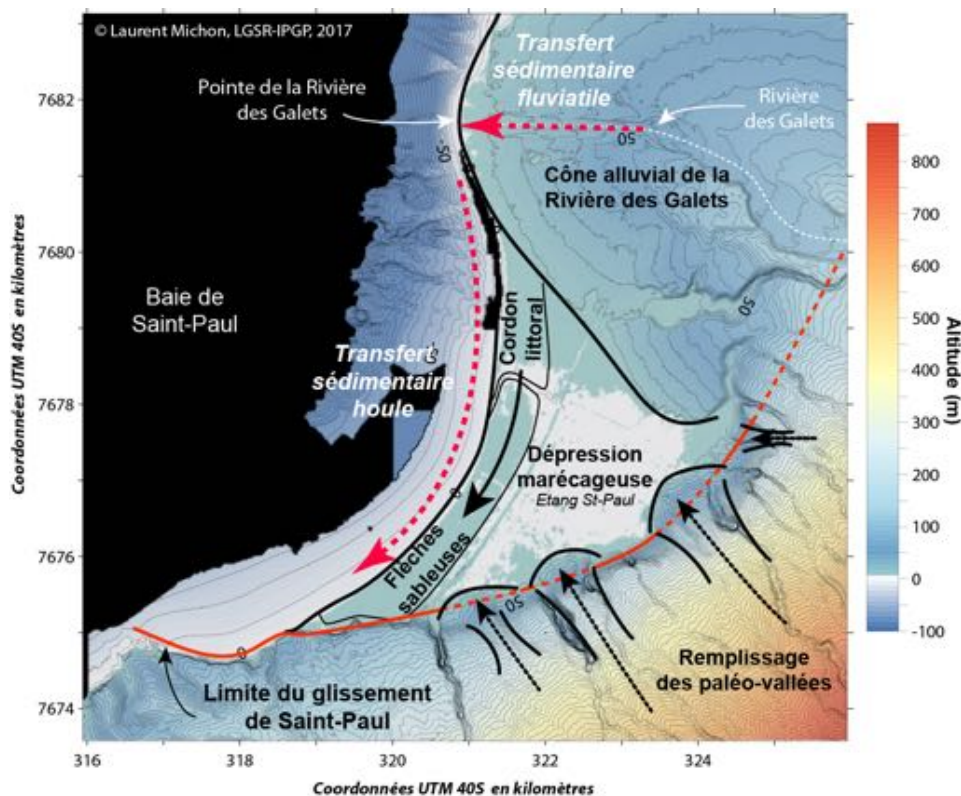 © Laurent Michon, LGSR-IPGP, 2017
Transfert
sédimentaire
fluviatile
Pointe de la Rivière
des Galets
Rivière
des Galets
-50
50
Cône alluvial de la
Rivière des Galets
Baie de
Saint-Paul
Cordon
littoral
50
Transfert
sédimentaire
houle
Dépression
marécageuse
Etang St-Paul
0
Flèches
sableuses
50
0
Limite du glissement
de Saint-Paul
Remplissage
des paléo-vallées
7682
7680
7678
7676
7674
Coordonnées UTM 40S en kilomètres
316
318
320
322
324
Coordonnées UTM 40S en kilomètres
800
700
600
500
400
300
200
100
0
-100
Altitude (m)